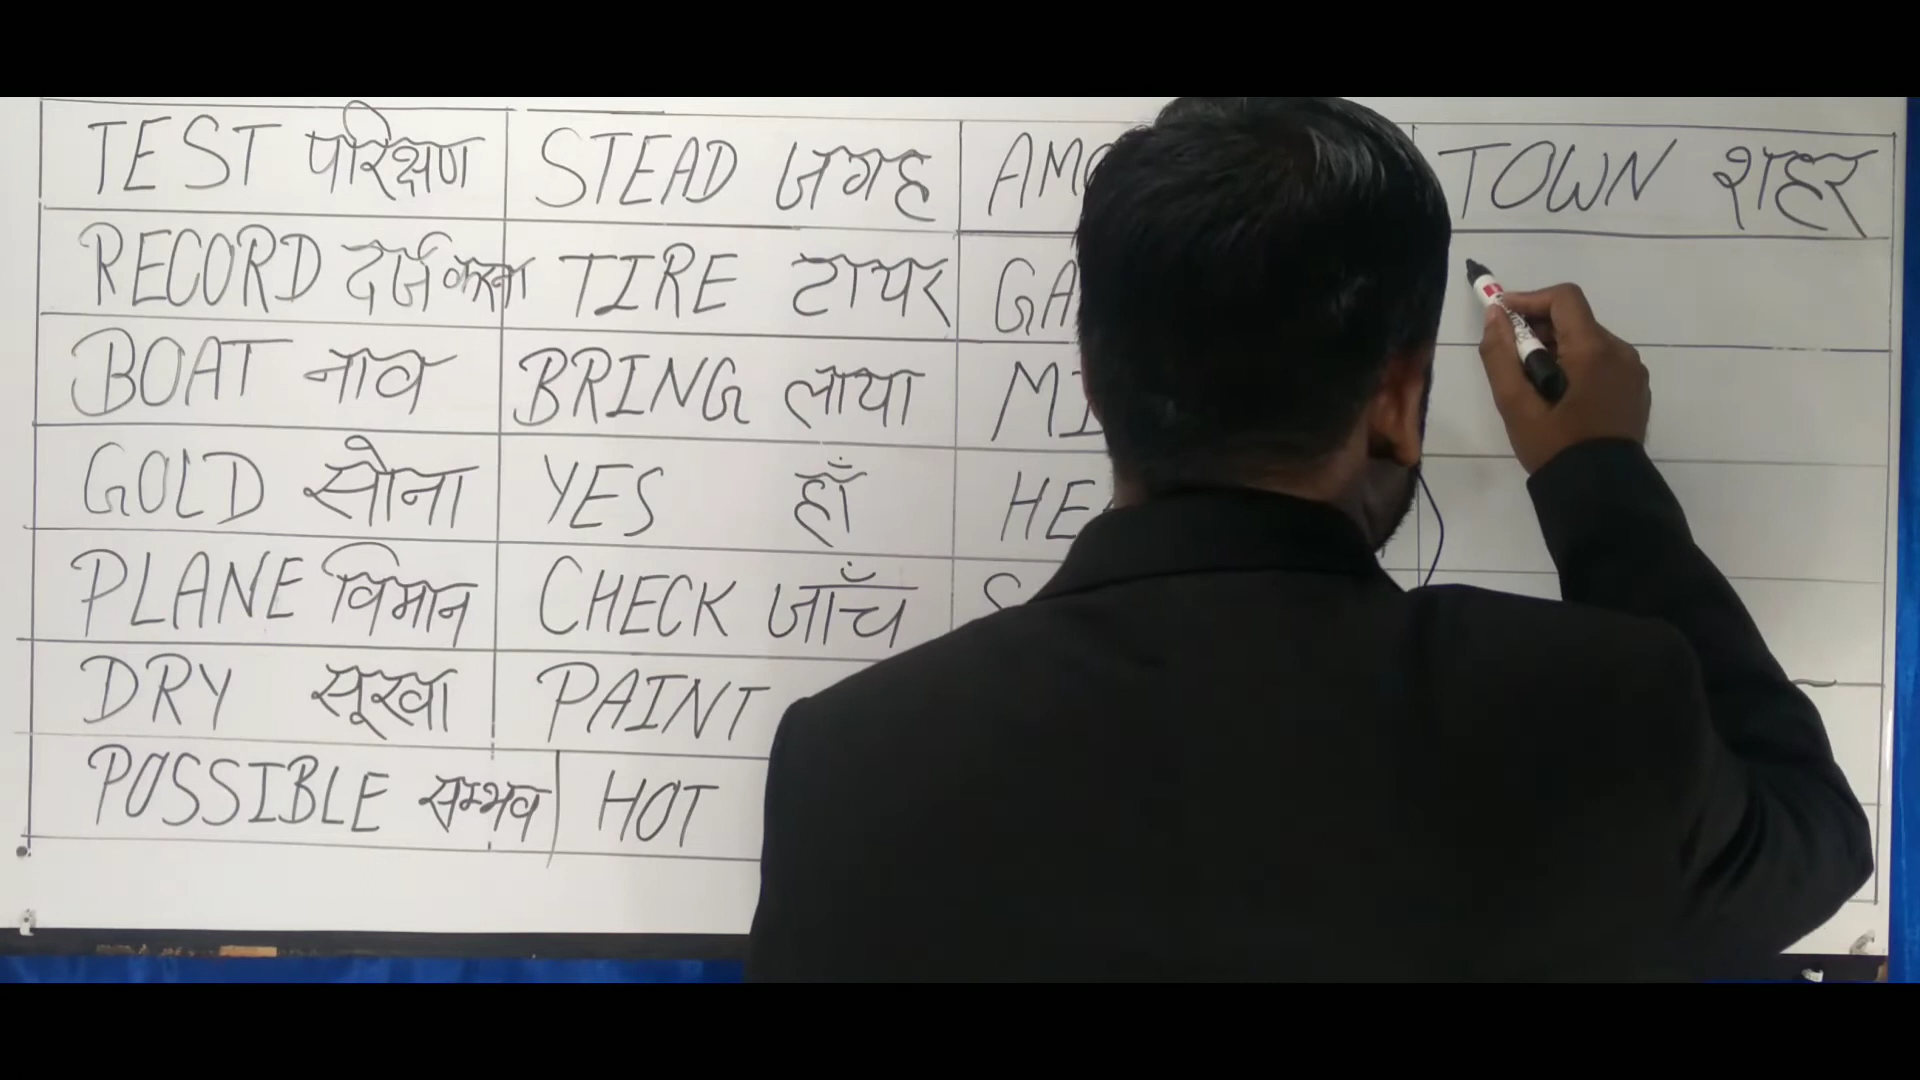 TEST परिक्षण STEAD जगह TOWN शहर
RECORD दर्ज करना TIRE टायर
BOAT नाव BRING लाया
GOLD सोना YES हाँ
PLANE विमान CHECK जाँच
DRY सूखा PAINT
POSSIBLE सम्भव HOT